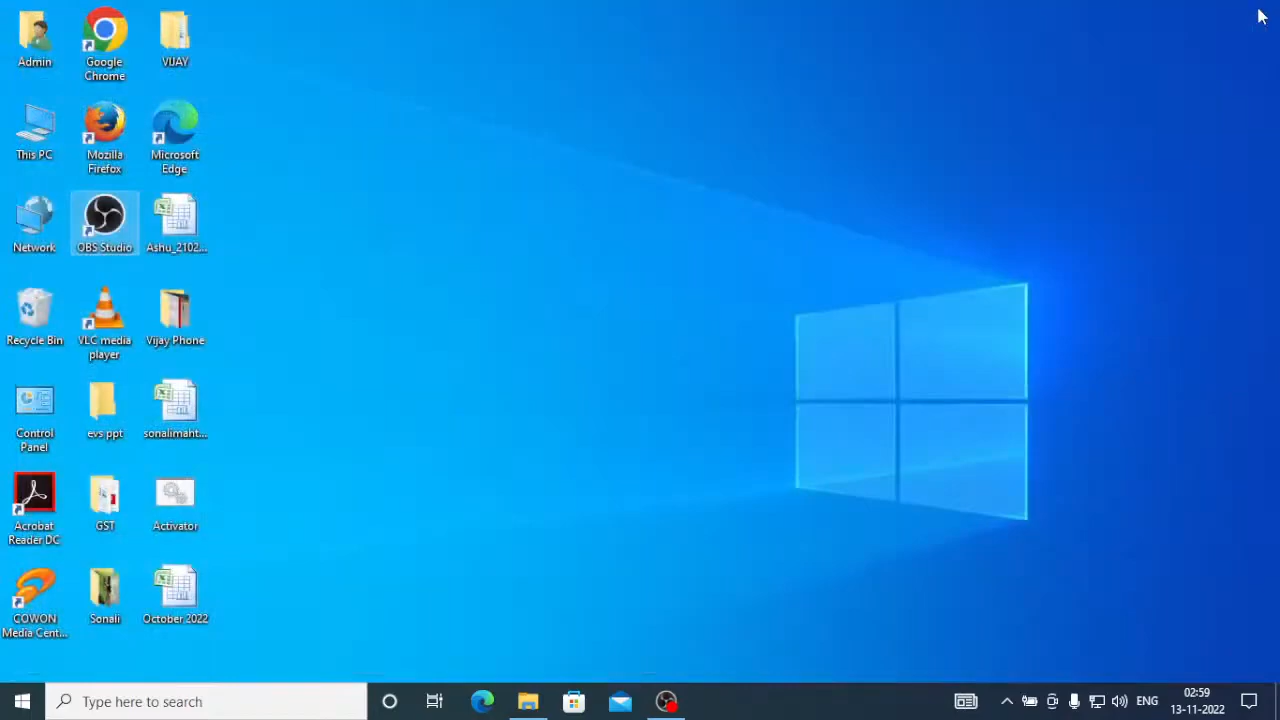 Admin
Google
Chrome
VIJAY
This PC
Mozilla
Firefox
Microsoft
Edge
Network
OBS Studio
Ashu_2102...
Recycle Bin
VLC media
player
Vijay Phone
Control
Panel
evs ppt
sonalimaht...
Acrobat
Reader DC
GST
Activator
COWON
Media Cent...
Sonali
October 2022
Type here to search
ENG
02:59
13-11-2022